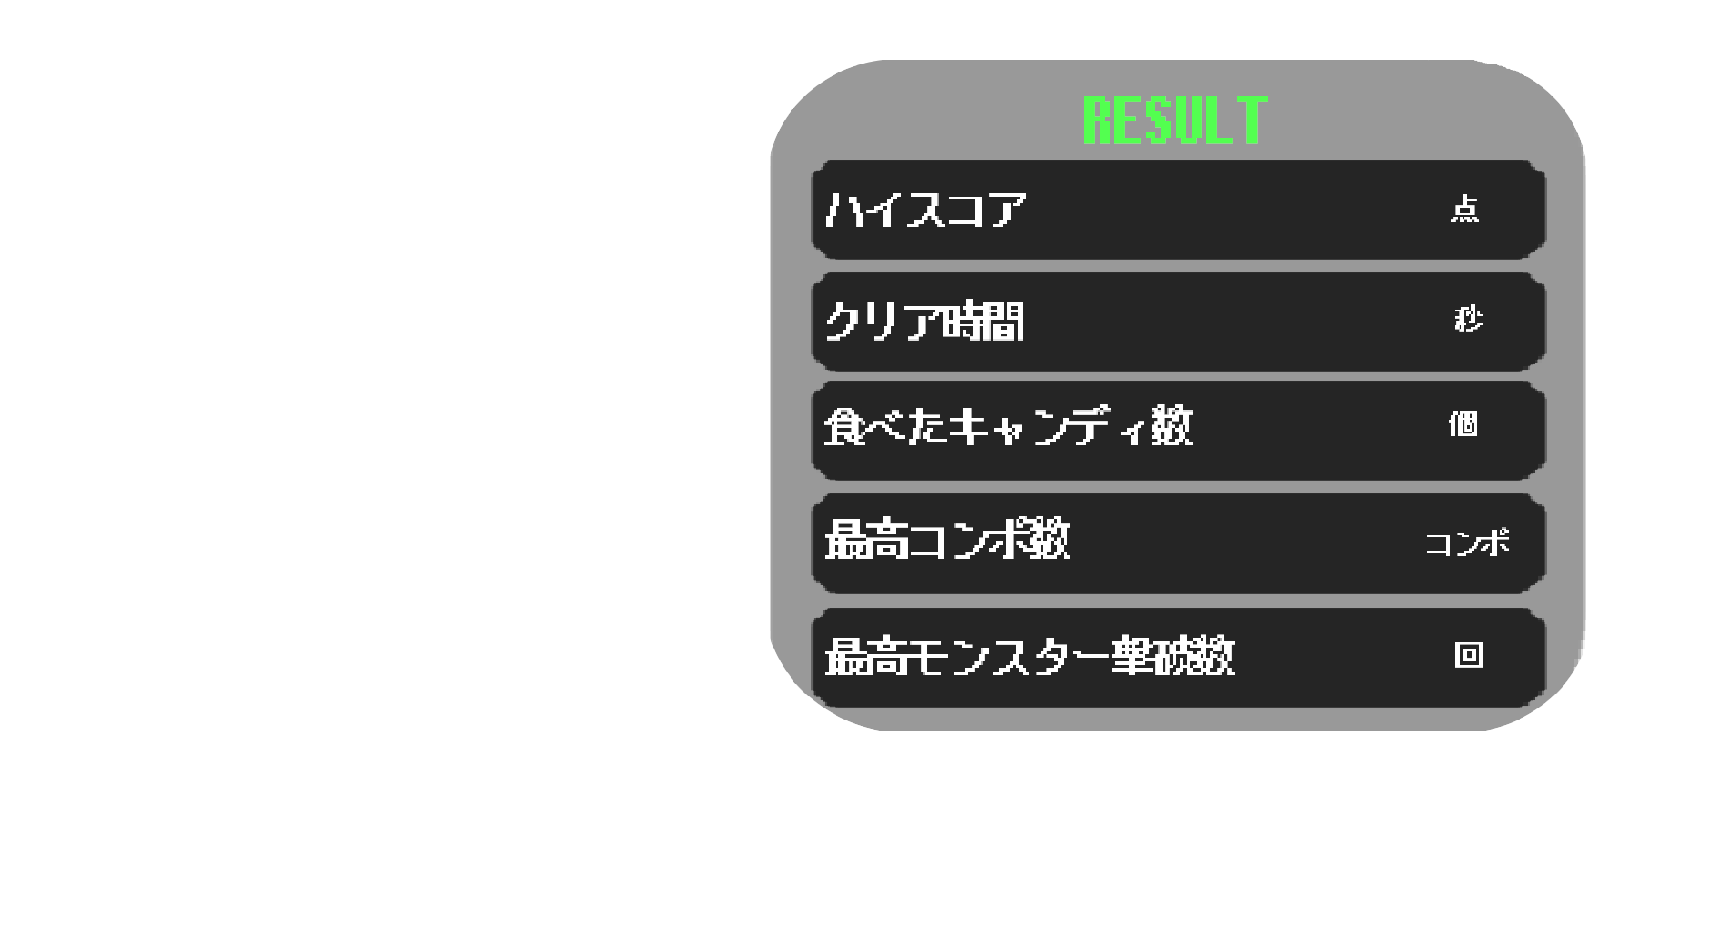 RESULT
ハイスコア 点
クリア時間 秒
食べたキャンディ数 個
最高コンボ数 コンボ
最高モンスター撃破数 回